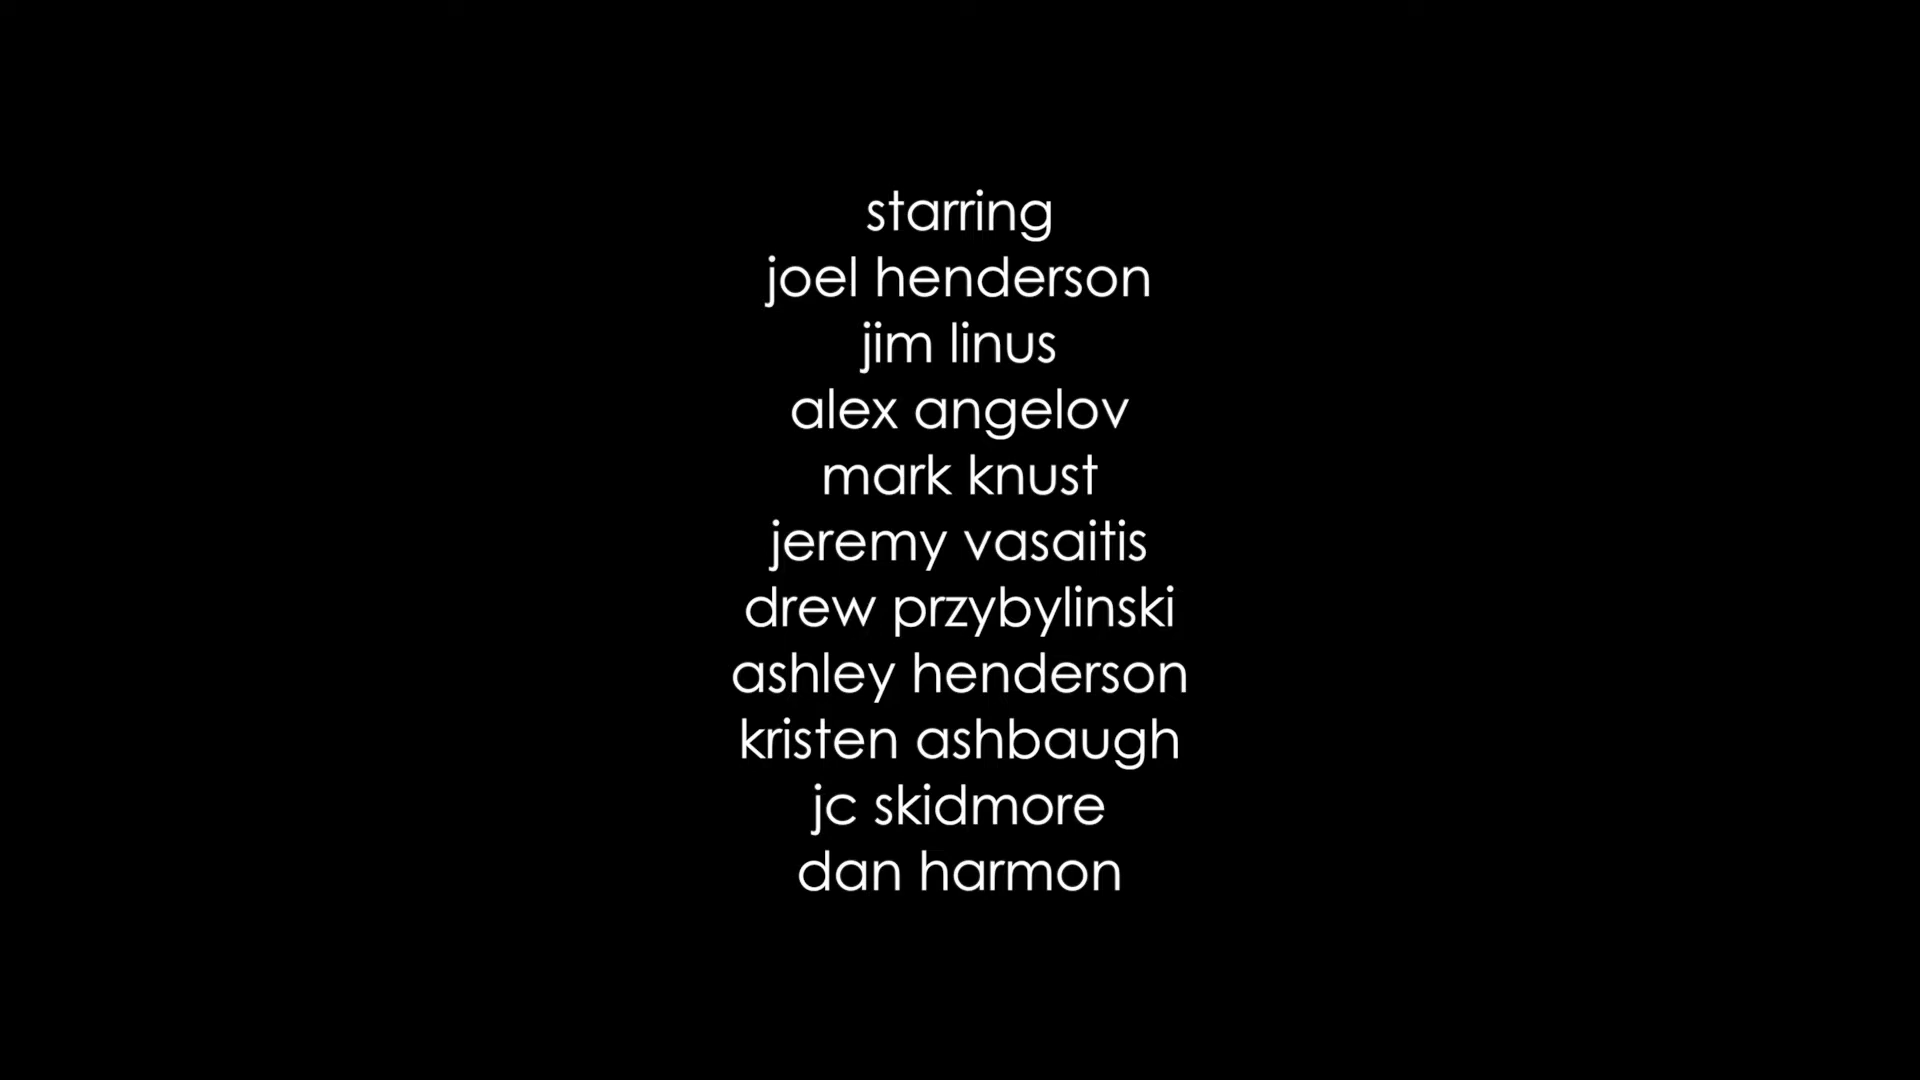 starring
joel henderson
jim linus
alex angelov
mark knust
jeremy vasaitis
drew przybylinski
ashley henderson
kristen ashbaugh
jc skidmore
dan harmon